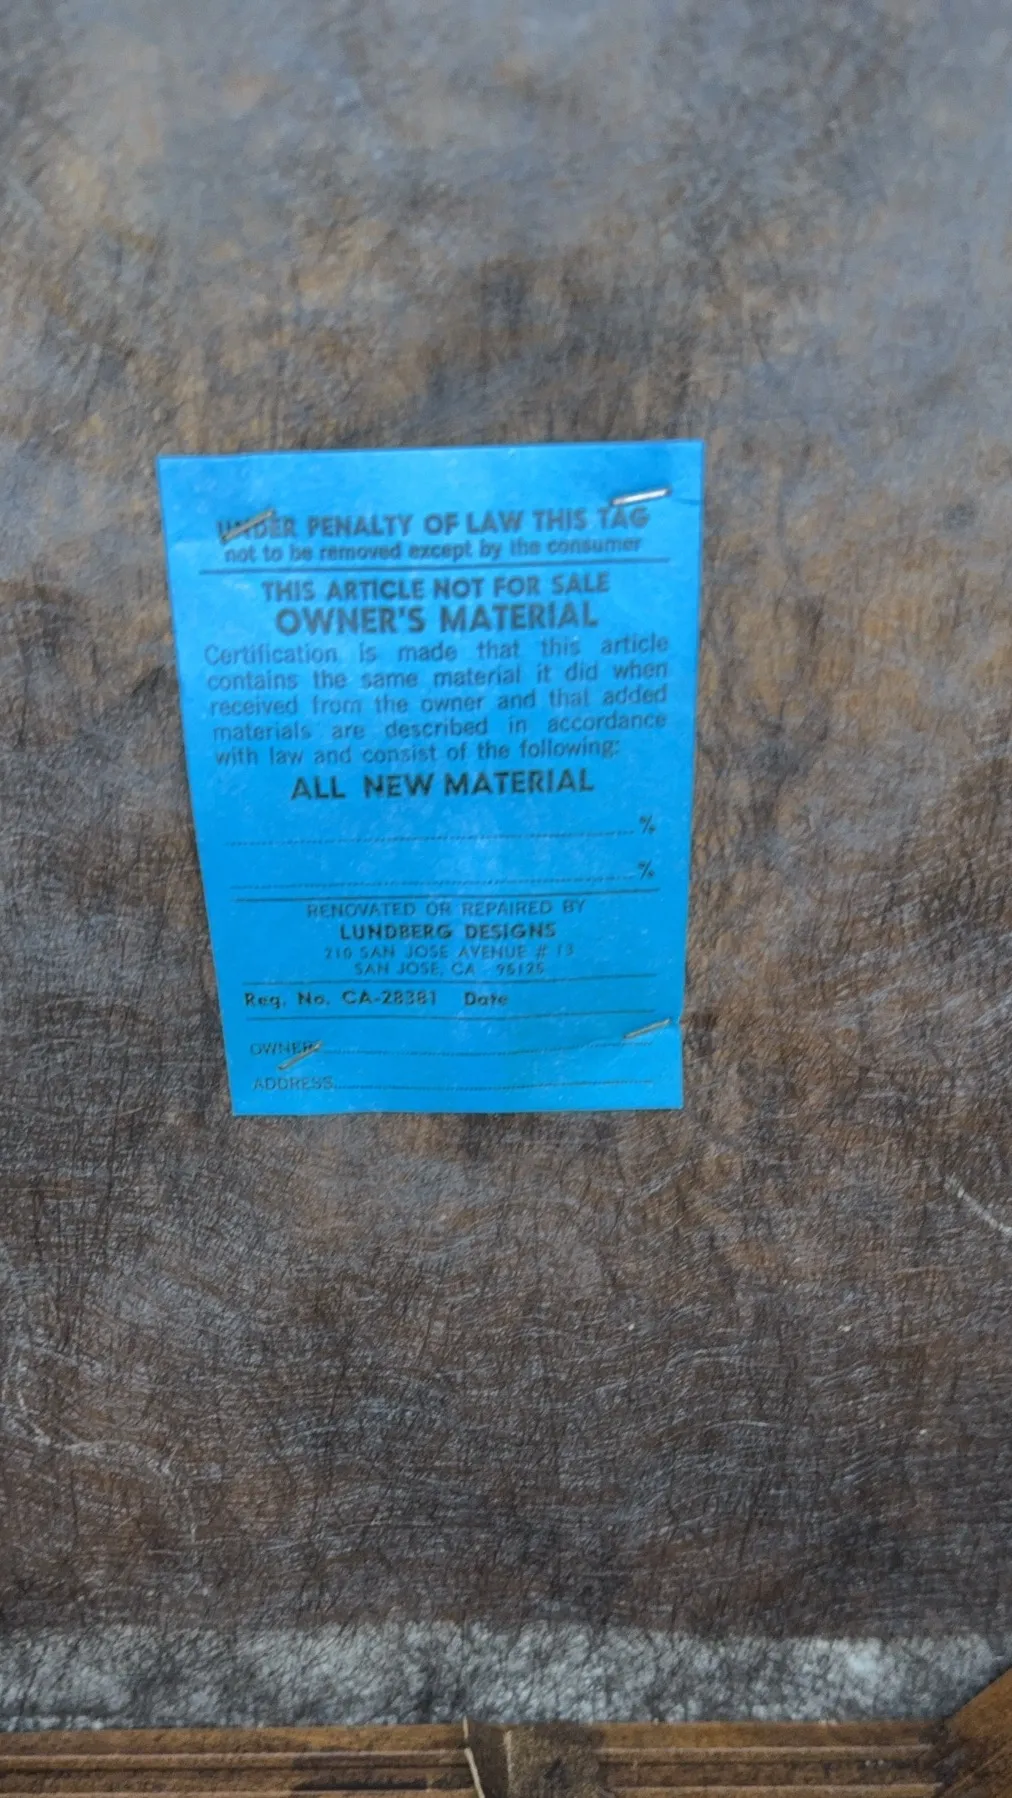 UNDER PENALTY OF LAW THIS TAG
not to be removed except by the consumer
THIS ARTICLE NOT FOR SALE
OWNER'S MATERIAL
Certification is made that this article
contains the same material it did when
received from the owner and that added
materials are described in accordance
with law and consist of the following:
ALL NEW MATERIAL
%
%
RENOVATED OR REPAIRED BY
LUNDBERG DESIGNS
210 SAN JOSE AVENUE # 13
SAN JOSE, CA 95125
Reg. No. CA-28381 Date
OWNER
ADDRESS